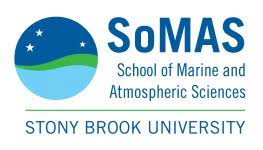 SoMAS
School of Marine and
Atmospheric Sciences
STONY BROOK UNIVERSITY